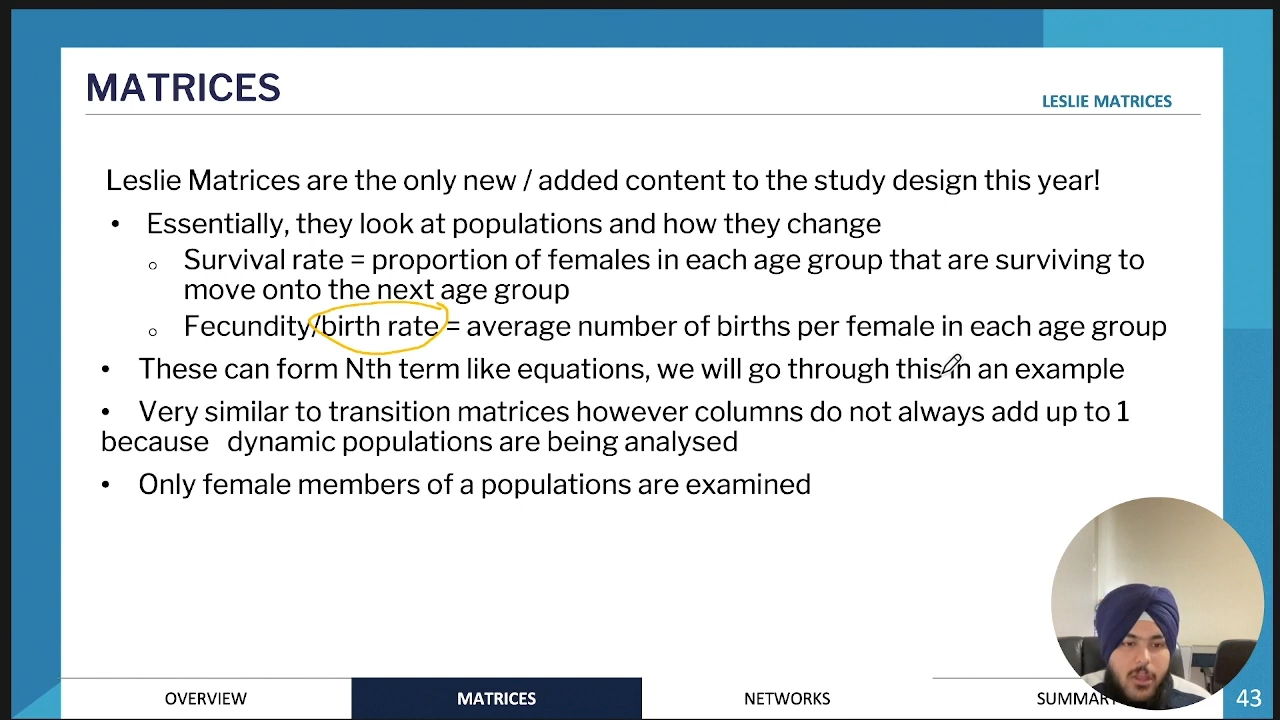 MATRICES
LESLIE MATRICES
Leslie Matrices are the only new / added content to the study design this year!
• Essentially, they look at populations and how they change
○ Survival rate = proportion of females in each age group that are surviving to
move onto the next age group
○ Fecundity/birth rate = average number of births per female in each age group
• These can form Nth term like equations, we will go through this in an example
• Very similar to transition matrices however columns do not always add up to 1
because dynamic populations are being analysed
• Only female members of a populations are examined
OVERVIEW
MATRICES
NETWORKS
SUMMAR
43